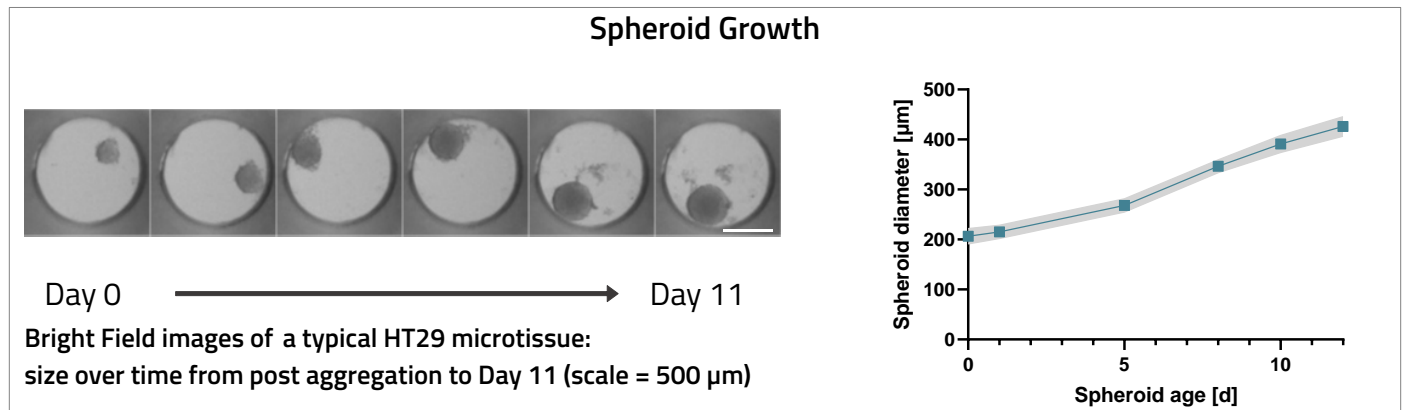 Spheroid Growth
Day 0
Day 11
Bright Field images of a typical HT29 microtissue:
size over time from post aggregation to Day 11 (scale = 500 µm)
Spheroid diameter [µm]
500
400
300
200
100
0
0 5 10
Spheroid age [d]